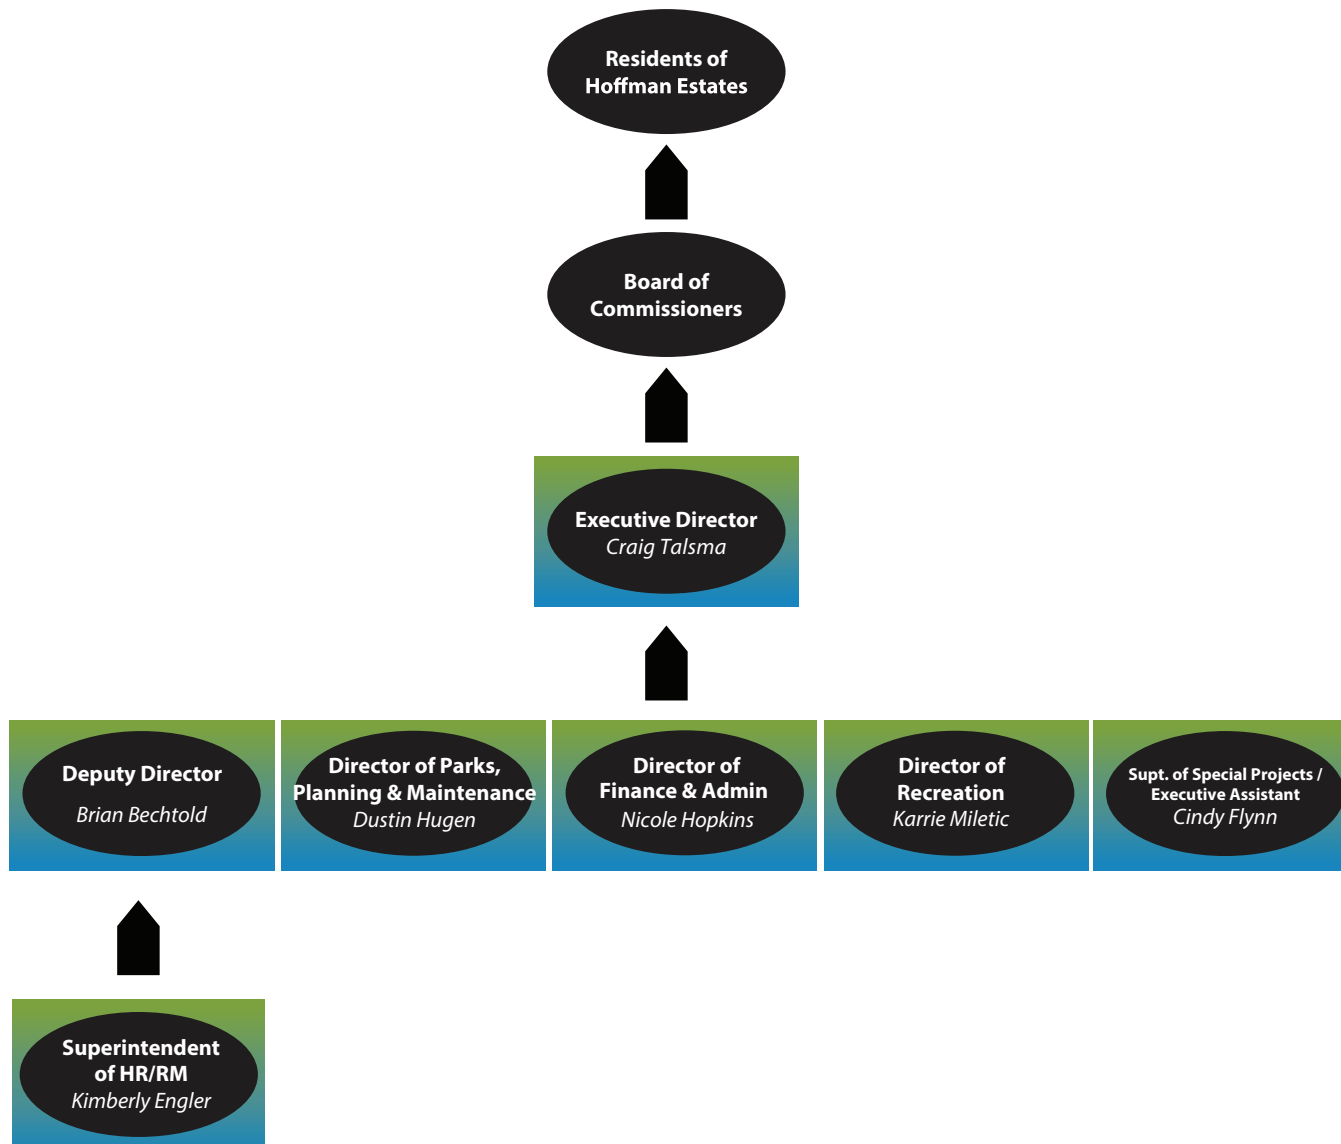 Residents of
Hoffman Estates
Board of
Commissioners
Executive Director
Craig Talsma
Deputy Director
Brian Bechtold
Director of Parks,
Planning & Maintenance
Dustin Hugen
Director of
Finance & Admin
Nicole Hopkins
Director of
Recreation
Karrie Miletic
Supt. of Special Projects /
Executive Assistant
Cindy Flynn
Superintendent
of HR/RM
Kimberly Engler